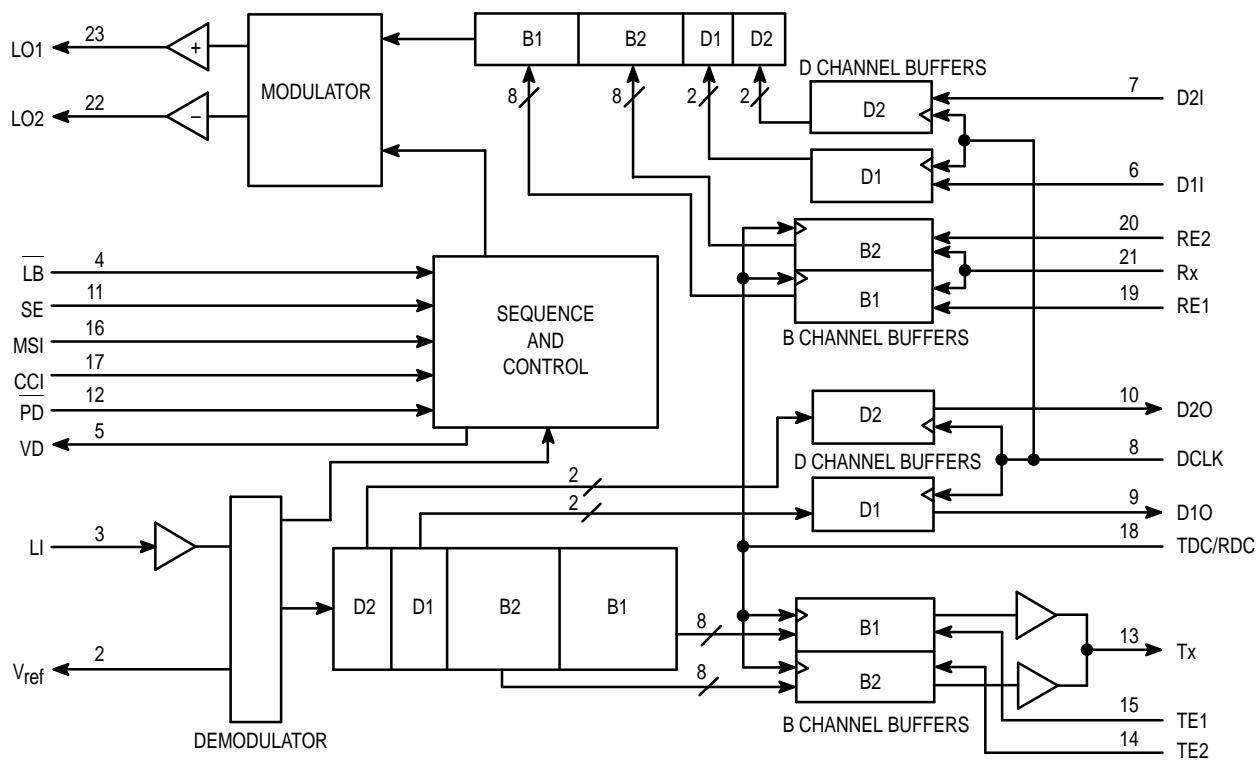 LO1
23
+
MODULATOR
B1
B2
D1
D2
LO2
22
–
8
8
2
2
D CHANNEL BUFFERS
D2
7
D2I
D1
6
D1I
B2
20
RE2
21
Rx
B1
19
RE1
B CHANNEL BUFFERS
LB
4
SE
11
MSI
16
CCI
17
PD
12
VD
5
SEQUENCE
AND
CONTROL
D2
10
D2O
D CHANNEL BUFFERS
8
DCLK
D1
9
D1O
2
2
18
TDC/RDC
LI
3
Vref
2
DEMODULATOR
D2
D1
B2
B1
8
8
B1
B2
13
Tx
B CHANNEL BUFFERS
15
TE1
14
TE2